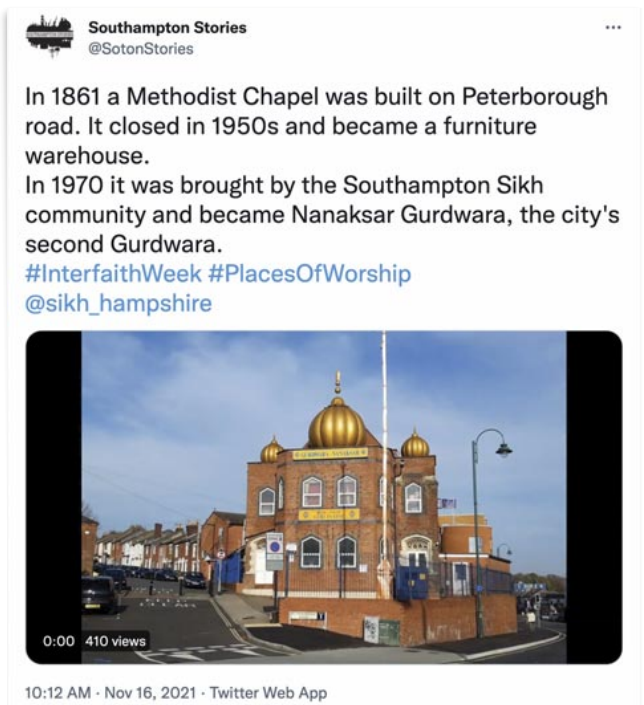 Southampton Stories
@SotonStories
In 1861 a Methodist Chapel was built on Peterborough
road. It closed in 1950s and became a furniture
warehouse.
In 1970 it was brought by the Southampton Sikh
community and became Nanaksar Gurdwara, the city's
second Gurdwara.
#InterfaithWeek #PlacesOfWorship
@sikh_hampshire
0:00 410 views
10:12 AM · Nov 16, 2021 · Twitter Web App